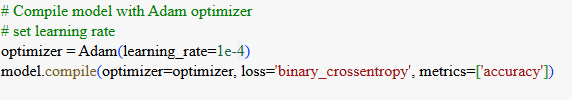 # Compile model with Adam optimizer
# set learning rate
optimizer = Adam(learning_rate=1e-4)
model.compile(optimizer=optimizer, loss='binary_crossentropy', metrics=['accuracy'])